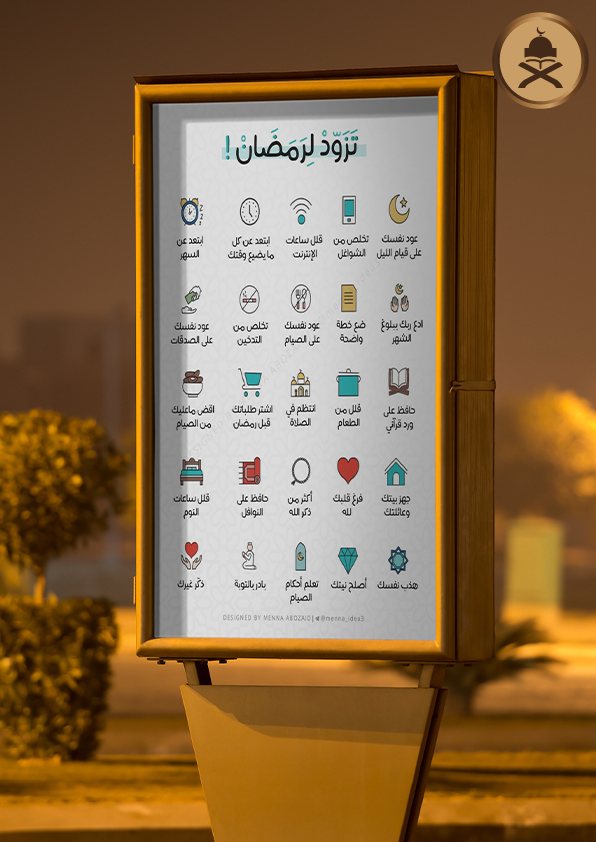 تَزَوّدْ لِرَمَضَانْ !
عود نفسك
على قيام الليل
تخلص من
الشواغل
قلل ساعات
الإنترنت
ابتعد عن كل
ما يضيع وقتك
ابتعد عن
السهر
ادع ربك ببلوغ
الشهر
ضع خطة
واضحة
عود نفسك
على الصيام
تخلص من
التدخين
عود نفسك
على الصدقات
حافظ على
ورد قرآني
قلل من
الطعام
انتظم في
الصلاة
اشتر طلباتك
قبل رمضان
اقض ماعليك
من الصيام
جهز بيتك
وعائلتك
فرغ قلبك
لله
أكثر من
ذكر الله
حافظ على
النوافل
قلل ساعات
النوم
هذب نفسك
أصلح نيتك
تعلم أحكام
الصيام
بادر بالتوبة
ذكر غيرك
DESIGNED BY MENNA ABOZAID | @menna_idea3